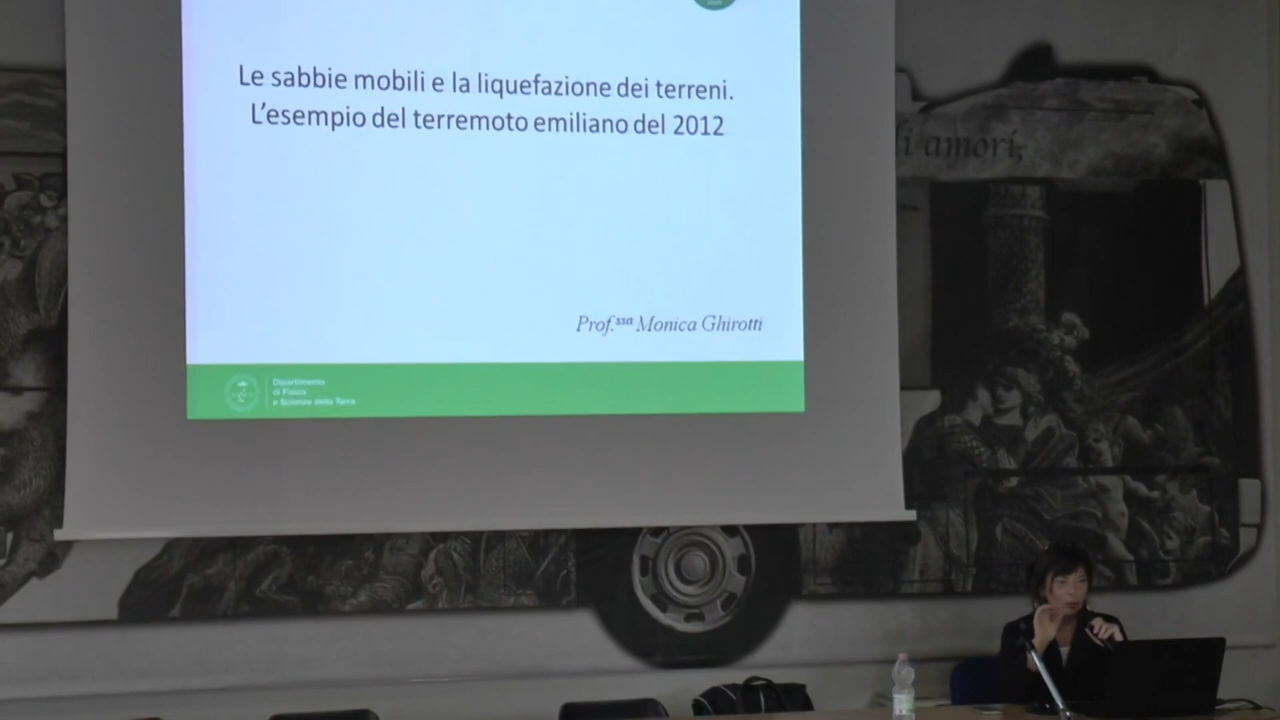 Le sabbie mobili e la liquefazione dei terreni.
L'esempio del terremoto emiliano del 2012
li amori,
Prof.ssa Monica Ghirotti
Dipartimento
di Fisica
e Scienze della Terra